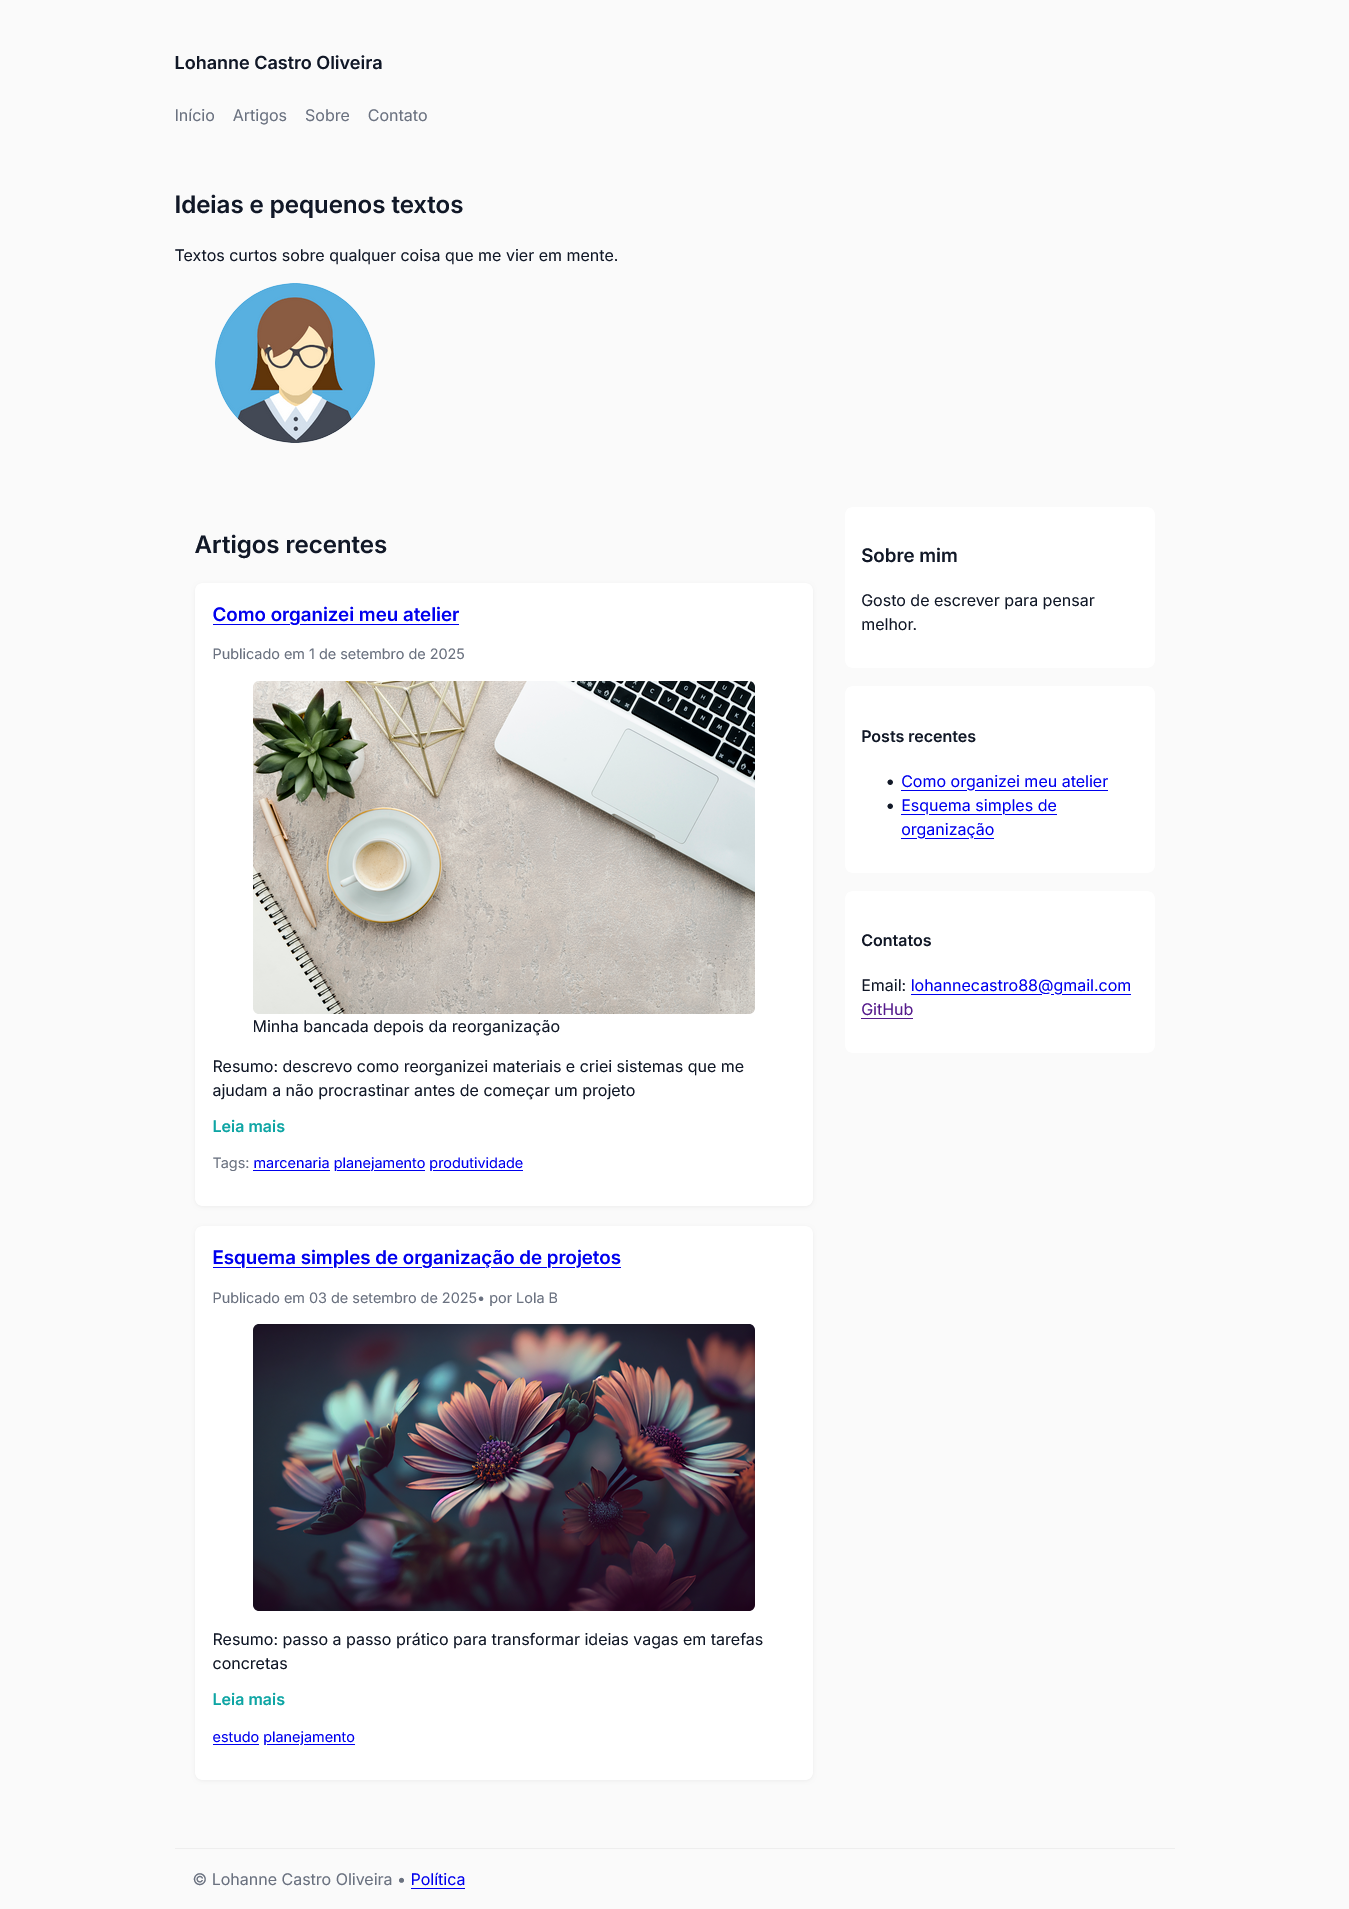 Lohanne Castro Oliveira
Início Artigos Sobre Contato
Ideias e pequenos textos
Textos curtos sobre qualquer coisa que me vier em mente.
Artigos recentes
Como organizei meu atelier
Publicado em 1 de setembro de 2025
Minha bancada depois da reorganização
Resumo: descrevo como reorganizei materiais e criei sistemas que me
ajudam a não procrastinar antes de começar um projeto
Leia mais
Tags: marcenaria planejamento produtividade
Esquema simples de organização de projetos
Publicado em 03 de setembro de 2025• por Lola B
Resumo: passo a passo prático para transformar ideias vagas em tarefas
concretas
Leia mais
estudo planejamento
Sobre mim
Gosto de escrever para pensar
melhor.
Posts recentes
• Como organizei meu atelier
• Esquema simples de
organização
Contatos
Email: lohannecastro88@gmail.com
GitHub
© Lohanne Castro Oliveira • Política